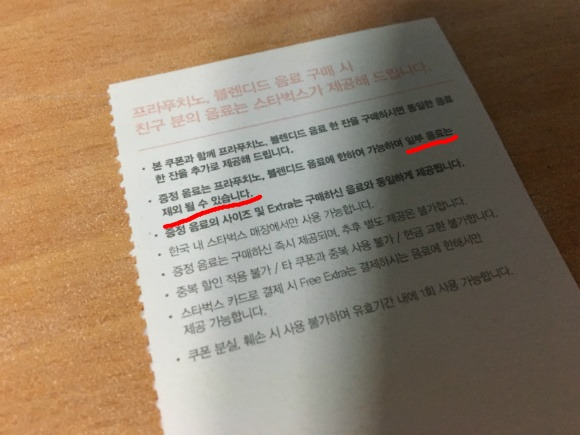 프라푸치노, 블렌디드 음료 구매 시
친구 분의 음료는 스타벅스가 제공해 드립니다.
• 본 쿠폰과 함께 프라푸치노, 블렌디드 음료 한 잔을 구매하시면 동일한 음료
한 잔을 추가로 제공해 드립니다.
• 증정 음료는 프라푸치노, 블렌디드 음료에 한하여 가능하며 일부 음료는
제외 될 수 있습니다.
• 증정 음료의 사이즈 및 Extra는 구매하신 음료와 동일하게 제공됩니다.
• 한국 내 스타벅스 매장에서만 사용 가능합니다.
• 증정 음료는 구매하신 즉시 제공되며, 추후 별도 제공은 불가합니다.
• 중복 할인 적용 불가 / 타 쿠폰과 중복 사용 불가 / 현금 교환 불가합니다.
• 스타벅스 카드로 결제 시 Free Extra는 결제하시는 음료에 한해서만
제공 가능합니다.
• 쿠폰 분실, 훼손 시 사용 불가하며 유효기간 내에 1회 사용 가능합니다.